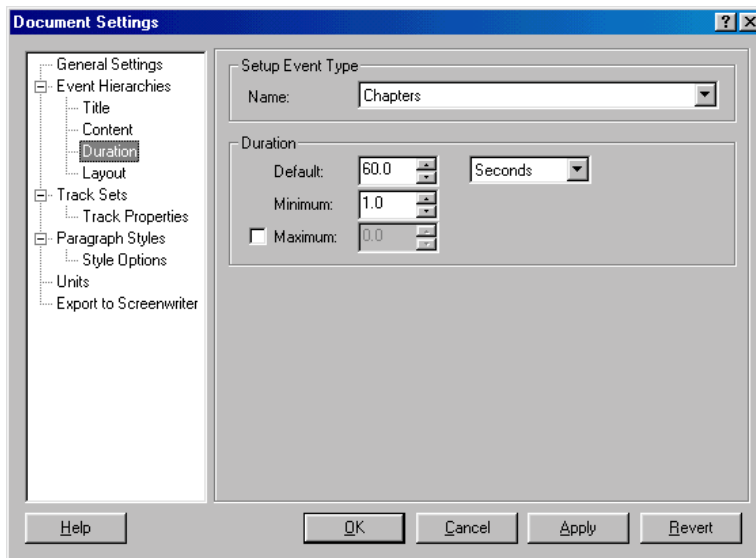 Document Settings
General Settings
Event Hierarchies
Title
Content
Duration
Layout
Track Sets
Track Properties
Paragraph Styles
Style Options
Units
Export to Screenwriter
Setup Event Type
Name: Chapters
Duration
Default: 60.0 Seconds
Minimum: 1.0
Maximum: 0.0
Help OK Cancel Apply Revert